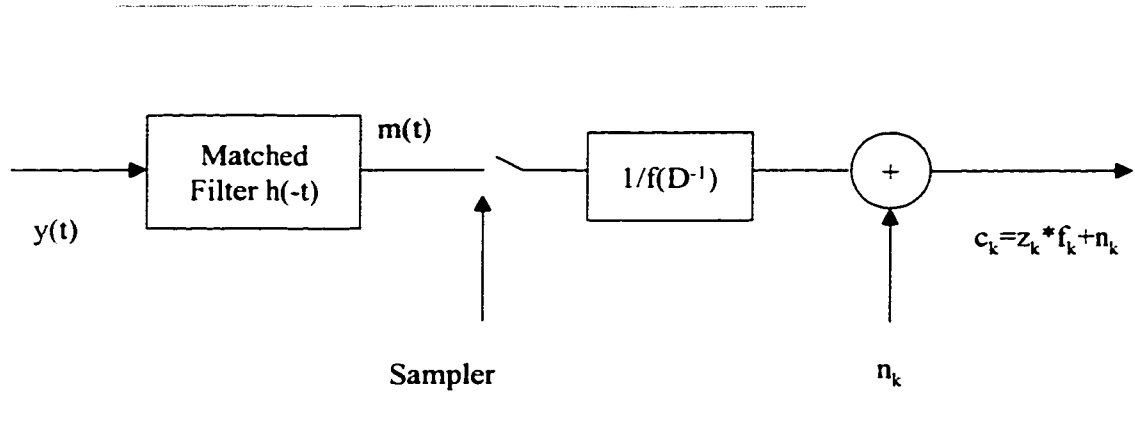 m(t)
Matched
Filter h(-t)
1/f(D⁻¹)
+
y(t)
cₖ=zₖ*fₖ+nₖ
Sampler
nₖ